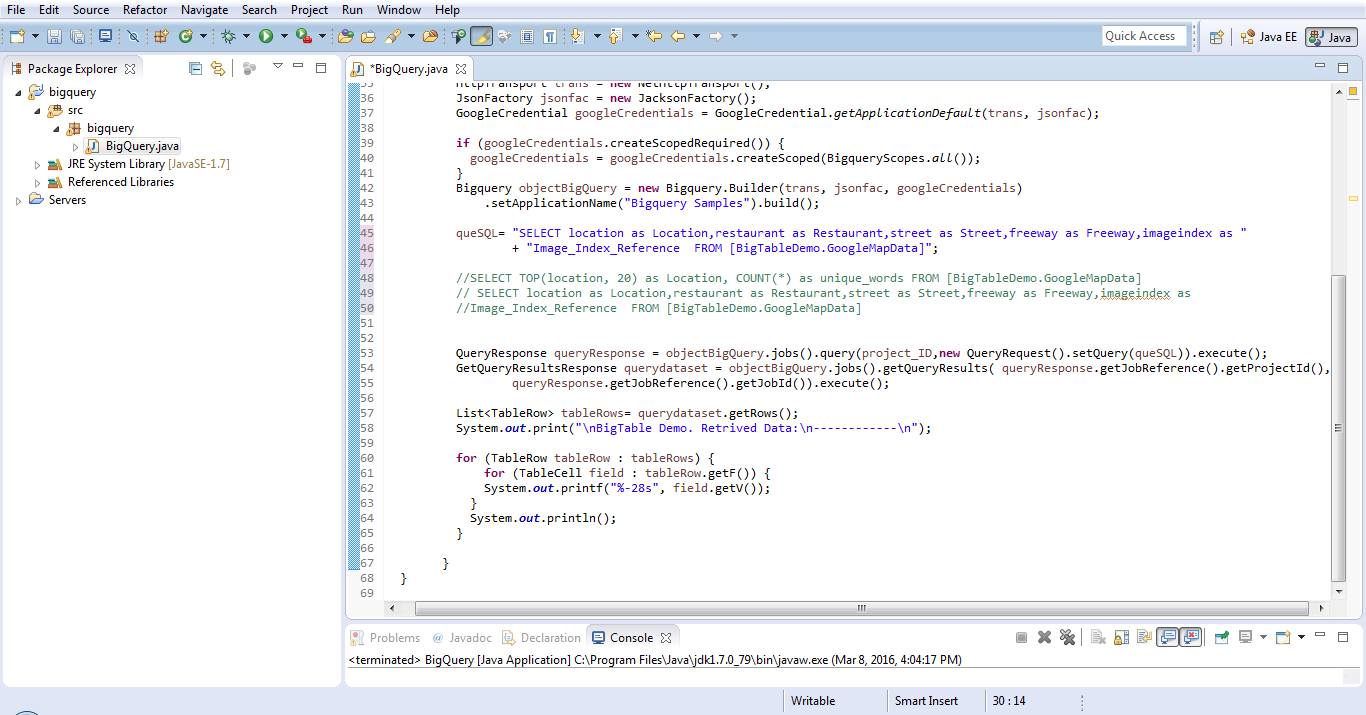 File Edit Source Refactor Navigate Search Project Run Window Help
Quick Access
Java EE
Java
Package Explorer
bigquery
src
bigquery
BigQuery.java
JRE System Library [JavaSE-1.7]
Referenced Libraries
Servers
*BigQuery.java
35 HttpTransport trans = new NetHttpTransport();
36 JsonFactory jsonfac = new JacksonFactory();
37 GoogleCredential googleCredentials = GoogleCredential.getApplicationDefault(trans, jsonfac);
38
39 if (googleCredentials.createScopedRequired()) {
40 googleCredentials = googleCredentials.createScoped(BigqueryScopes.all());
41 }
42 Bigquery objectBigQuery = new Bigquery.Builder(trans, jsonfac, googleCredentials)
43 .setApplicationName("Bigquery Samples").build();
44
45 queSQL= "SELECT location as Location,restaurant as Restaurant,street as Street,freeway as Freeway,imageindex as "
46 + "Image_Index_Reference  FROM [BigTableDemo.GoogleMapData]";
47
48 //SELECT TOP(location, 20) as Location, COUNT(*) as unique_words FROM [BigTableDemo.GoogleMapData]
49 // SELECT location as Location,restaurant as Restaurant,street as Street,freeway as Freeway,imageindex as
50 //Image_Index_Reference  FROM [BigTableDemo.GoogleMapData]
51
52
53 QueryResponse queryResponse = objectBigQuery.jobs().query(project_ID,new QueryRequest().setQuery(queSQL)).execute();
54 GetQueryResultsResponse querydataset = objectBigQuery.jobs().getQueryResults( queryResponse.getJobReference().getProjectId(),
55 queryResponse.getJobReference().getJobId()).execute();
56
57 List<TableRow> tableRows= querydataset.getRows();
58 System.out.print("\nBigTable Demo. Retrived Data:\n------------\n");
59
60 for (TableRow tableRow : tableRows) {
61 for (TableCell field : tableRow.getF()) {
62 System.out.printf("%-28s", field.getV());
63 }
64 System.out.println();
65 }
66
67 }
68 }
69
Problems @ Javadoc Declaration Console
<terminated> BigQuery [Java Application] C:\Program Files\Java\jdk1.7.0_79\bin\javaw.exe (Mar 8, 2016, 4:04:17 PM)
Writable Smart Insert 30 : 14